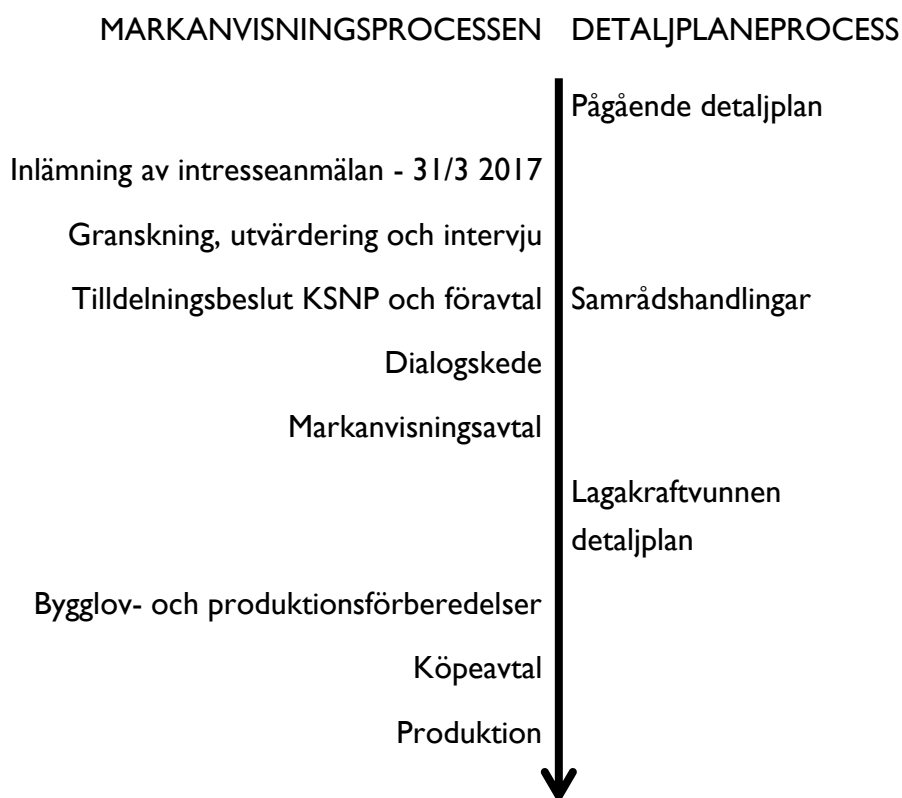 MARKANVISNINGSPROCESSEN DETALJPLANEPROCESS
Pågående detaljplan
Inlämning av intresseanmälan - 31/3 2017
Granskning, utvärdering och intervju
Tilldelningsbeslut KSNP och föravtal Samrådshandlingar
Dialogskede
Markanvisningsavtal
Lagakraftvunnen
detaljplan
Bygglov- och produktionsförberedelser
Köpeavtal
Produktion